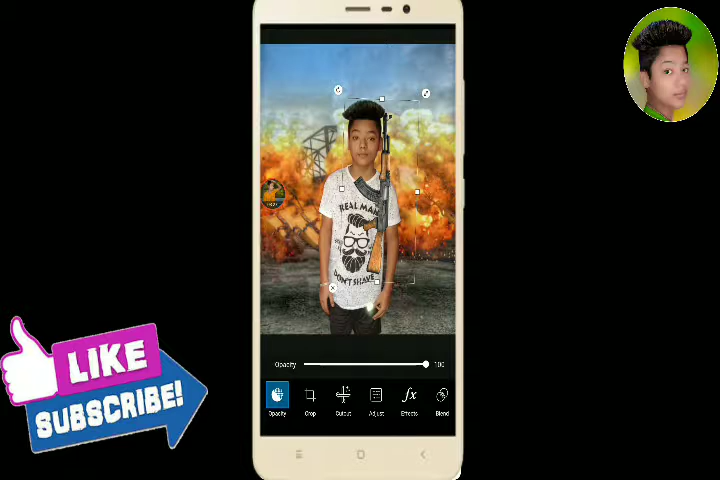 REAL MAN
DON'T SHAVE
LIKE
SUBSCRIBE!
Opacity
100
Opacity
Crop
Cutout
Adjust
Effects
Blend